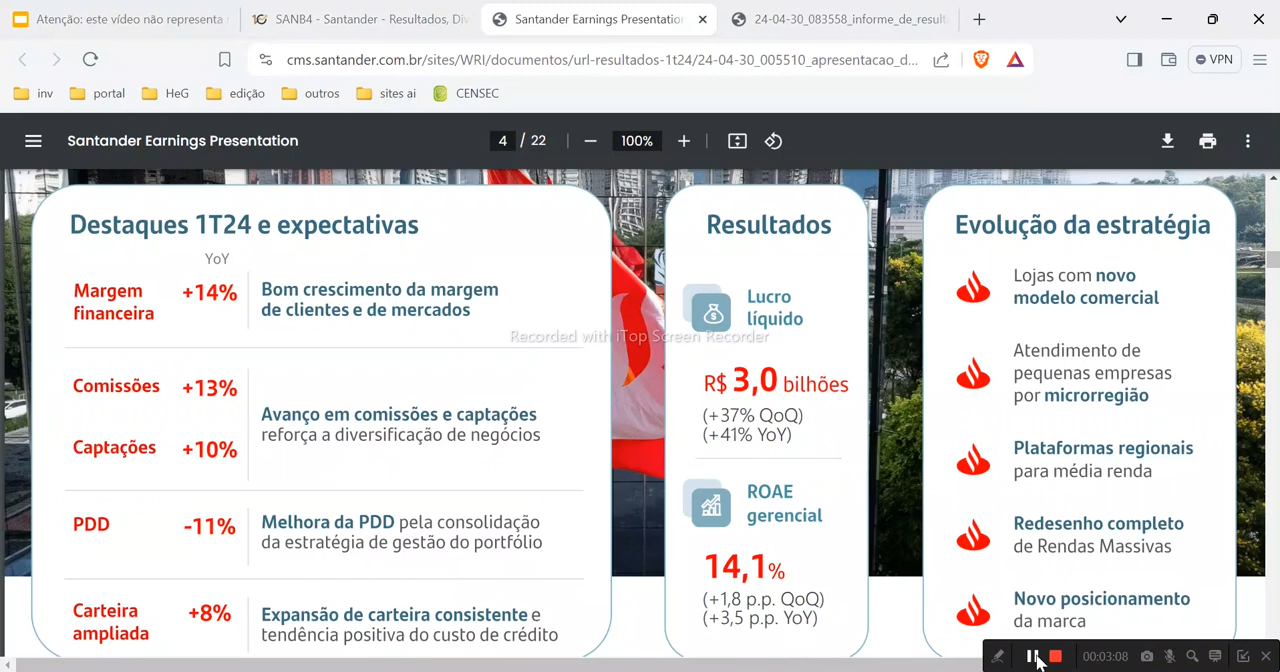 Atenção: este vídeo não representa
SANB4 - Santander - Resultados, Div
Santander Earnings Presentation
24-04-30_083558_informe_de_result
cms.santander.com.br/sites/WRI/documentos/url-resultados-1t24/24-04-30_005510_apresentacao_d...
VPN
inv
portal
HeG
edição
outros
sites ai
CENSEC
Santander Earnings Presentation
4 / 22
100%
Destaques 1T24 e expectativas
YoY
Margem
financeira
+14%
Bom crescimento da margem
de clientes e de mercados
Comissões
+13%
Captações
+10%
Avanço em comissões e captações
reforça a diversificação de negócios
PDD
-11%
Melhora da PDD pela consolidação
da estratégia de gestão do portfólio
Carteira
ampliada
+8%
Expansão de carteira consistente e
tendência positiva do custo de crédito
Resultados
Lucro
líquido
R$ 3,0 bilhões
(+37% QoQ)
(+41% YoY)
ROAE
gerencial
14,1%
(+1,8 p.p. QoQ)
(+3,5 p.p. YoY)
Evolução da estratégia
Lojas com novo
modelo comercial
Atendimento de
pequenas empresas
por microrregião
Plataformas regionais
para média renda
Redesenho completo
de Rendas Massivas
Novo posicionamento
da marca
Recorded with iTop Screen Recorder
00:03:08